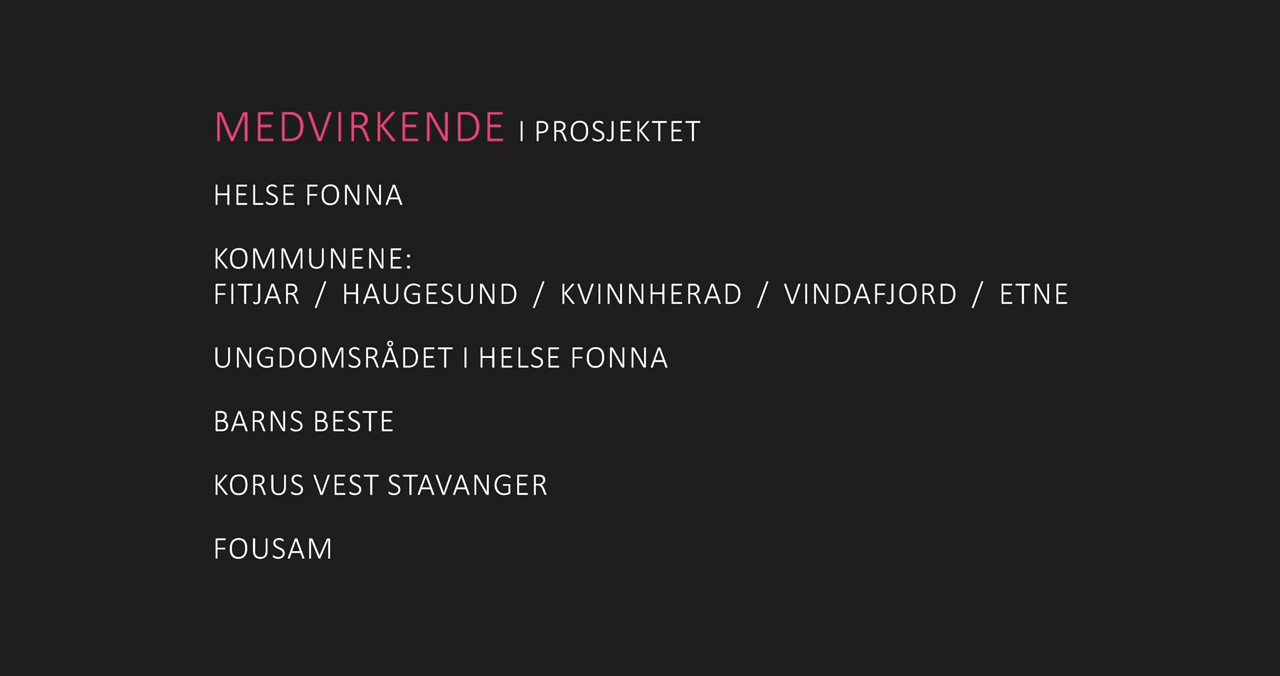 MEDVIRKENDE I PROSJEKTET
HELSE FONNA
KOMMUNENE:
FITJAR / HAUGESUND / KVINNHERAD / VINDAFJORD / ETNE
UNGDOMSRÅDET I HELSE FONNA
BARNS BESTE
KORUS VEST STAVANGER
FOUSAM